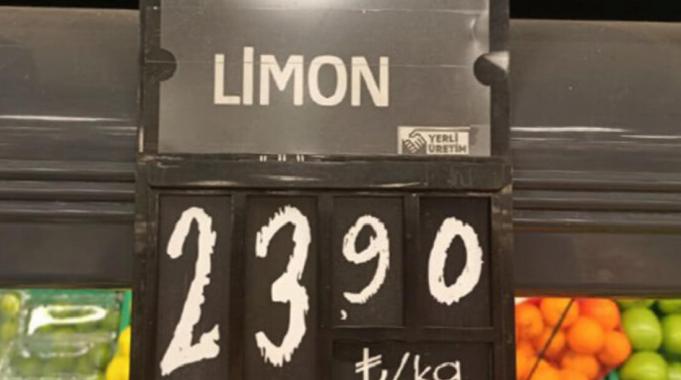 LİMON
YERLİ
ÜRETİM
23,90
₺/kg